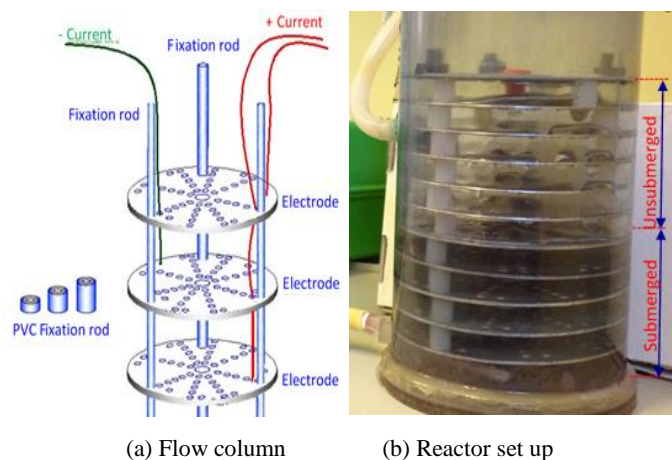 - Current
Fixation rod
+ Current
Fixation rod
Electrode
Electrode
PVC Fixation rod
Electrode
Unsubmerged
Submerged
(a) Flow column
(b) Reactor set up